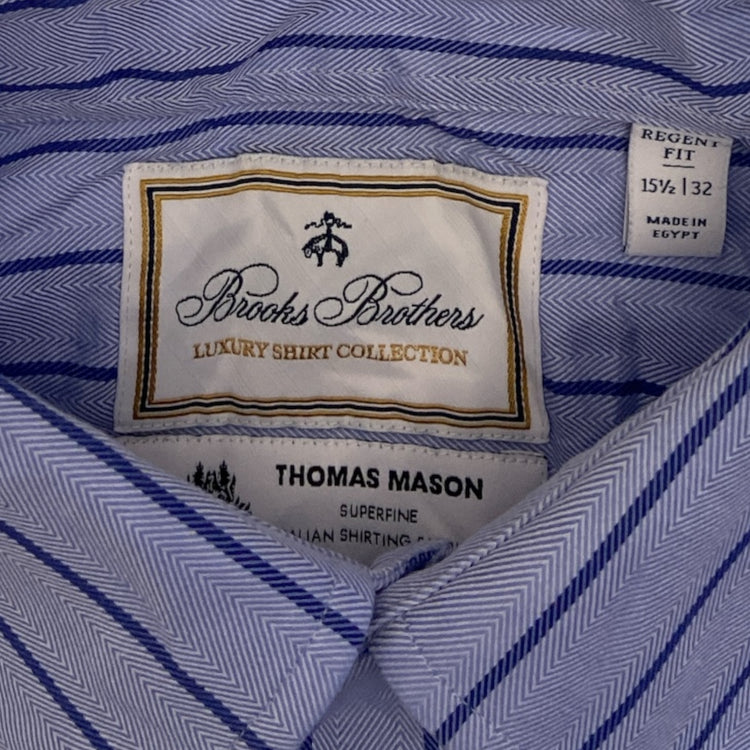 REGENT
FIT
15½ | 32
MADE IN
EGYPT
Brooks Brothers
LUXURY SHIRT COLLECTION
THOMAS MASON
SUPERFINE
SHIRTING